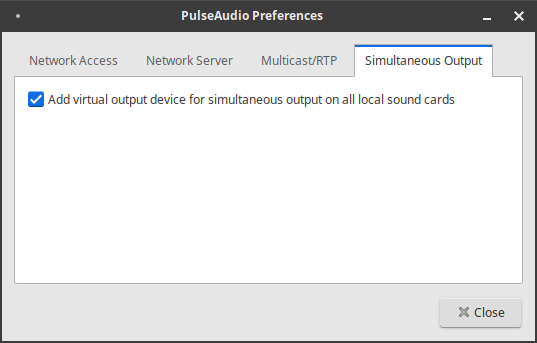 PulseAudio Preferences
Network Access
Network Server
Multicast/RTP
Simultaneous Output
Add virtual output device for simultaneous output on all local sound cards
Close